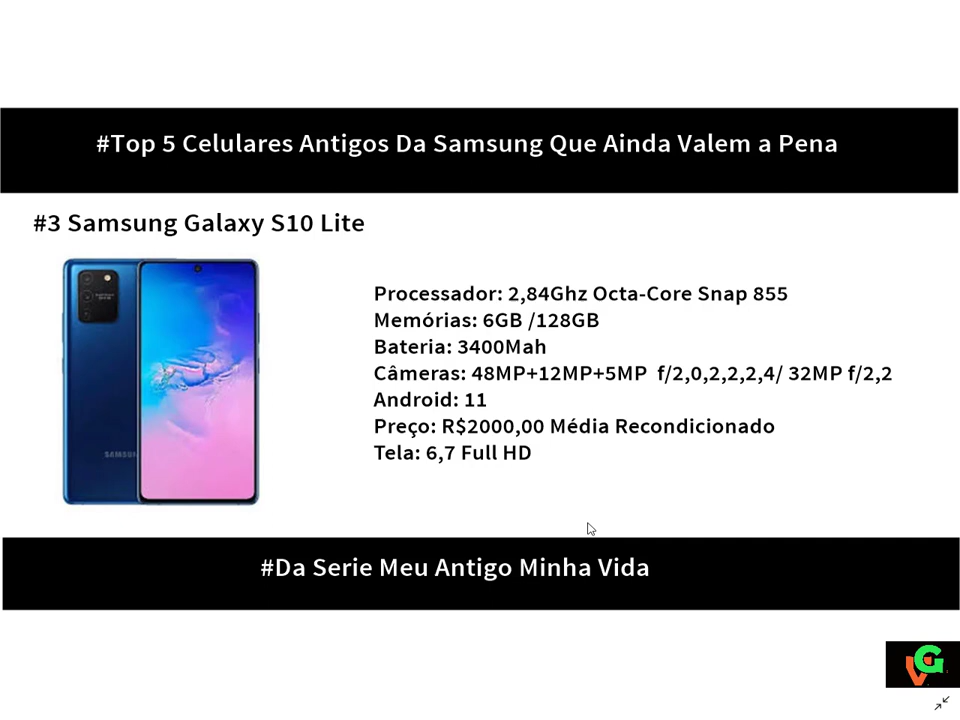 #Top 5 Celulares Antigos Da Samsung Que Ainda Valem a Pena
#3 Samsung Galaxy S10 Lite
Processador: 2,84Ghz Octa-Core Snap 855
Memórias: 6GB /128GB
Bateria: 3400Mah
Câmeras: 48MP+12MP+5MP f/2,0,2,2,2,4/ 32MP f/2,2
Android: 11
Preço: R$2000,00 Média Recondicionado
Tela: 6,7 Full HD
SAMSUNG
#Da Serie Meu Antigo Minha Vida
VG